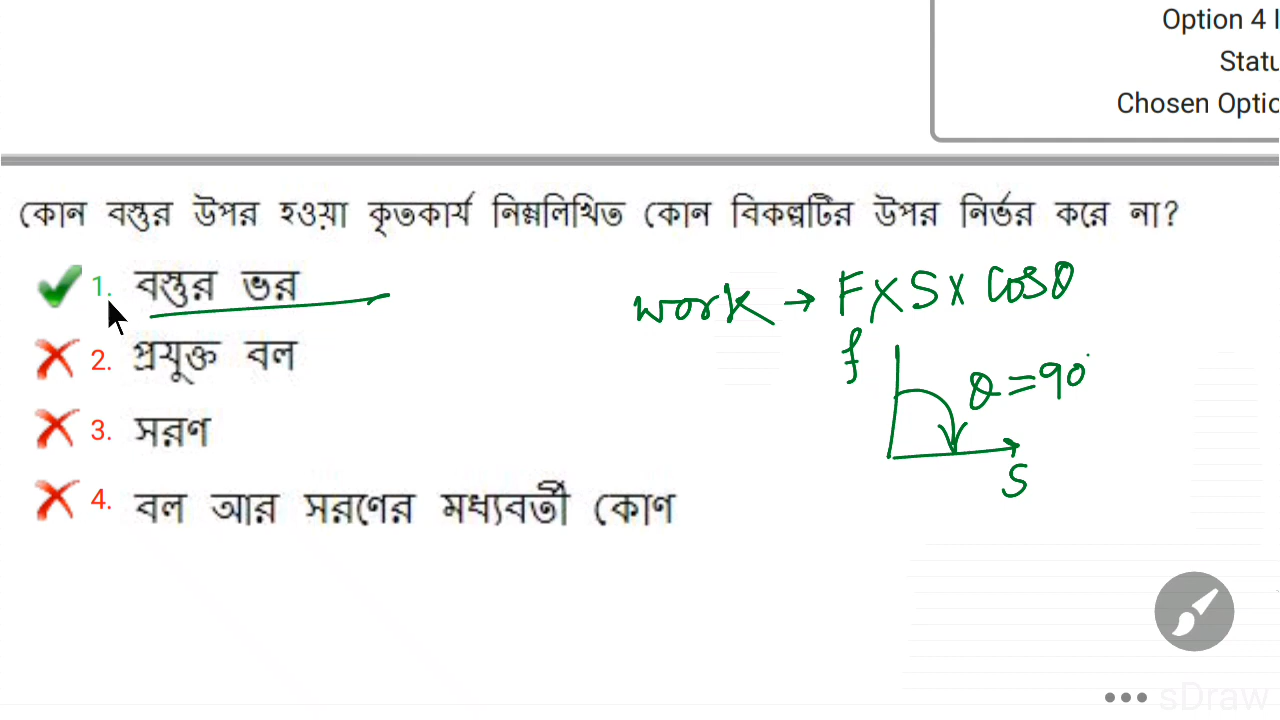 Option 4 I
Statu
Chosen Optic
কোন বস্তুর উপর হওয়া কৃতকার্য নিম্নলিখিত কোন বিকল্পটির উপর নির্ভর করে না?
1. বস্তুর ভর
2. প্রযুক্ত বল
3. সরণ
4. বল আর সরণের মধ্যবর্তী কোণ
work → F×S× Cosθ
f
θ=90°
S
sDraw